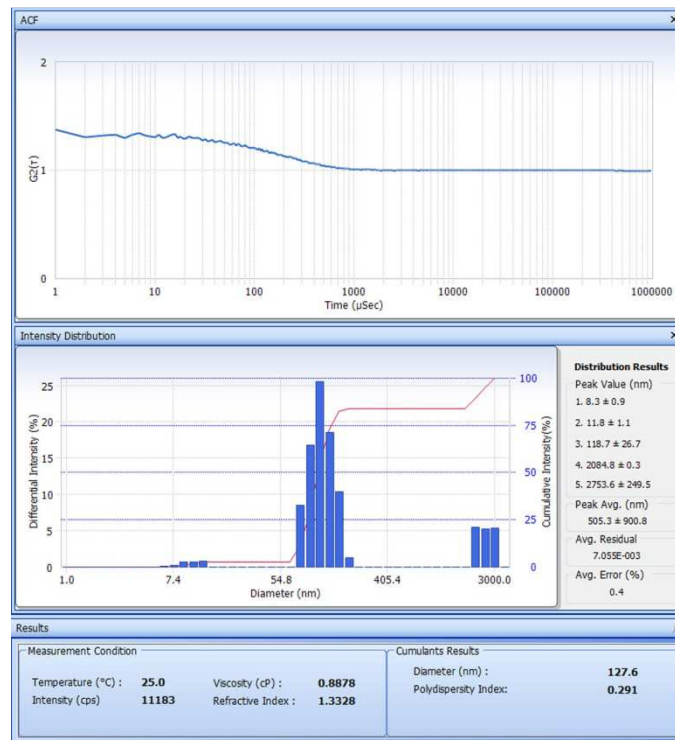 ACF
2
1
0
G2(τ)
1
10
100
1000
10000
100000
1000000
Time (µSec)
Intensity Distribution
25
20
15
10
5
0
Differential Intensity (%)
100
75
50
25
0
Cumulative Intensity(%)
1.0
7.4
54.8
405.4
3000.0
Diameter (nm)
Distribution Results
Peak Value (nm)
1. 8.3 ± 0.9
2. 11.8 ± 1.1
3. 118.7 ± 26.7
4. 2084.8 ± 0.3
5. 2753.6 ± 249.5
Peak Avg. (nm)
505.3 ± 900.8
Avg. Residual
7.055E-003
Avg. Error (%)
0.4
Results
Measurement Condition
Temperature (°C) : 25.0 Viscosity (cP) : 0.8878
Intensity (cps) 11183 Refractive Index : 1.3328
Cumulants Results
Diameter (nm) : 127.6
Polydispersity Index: 0.291